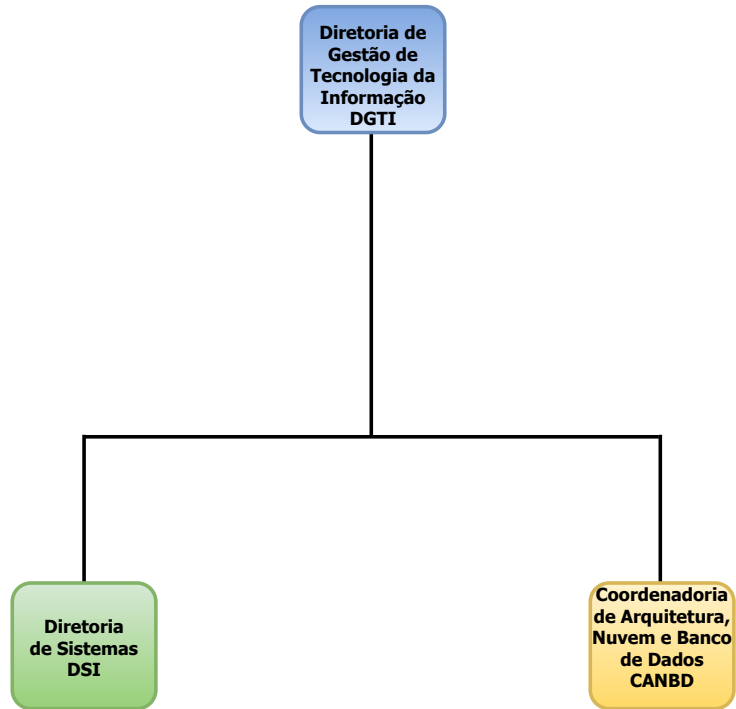 Diretoria de
Gestão de
Tecnologia da
Informação
DGTI
Diretoria
de Sistemas
DSI
Coordenadoria
de Arquitetura,
Nuvem e Banco
de Dados
CANBD